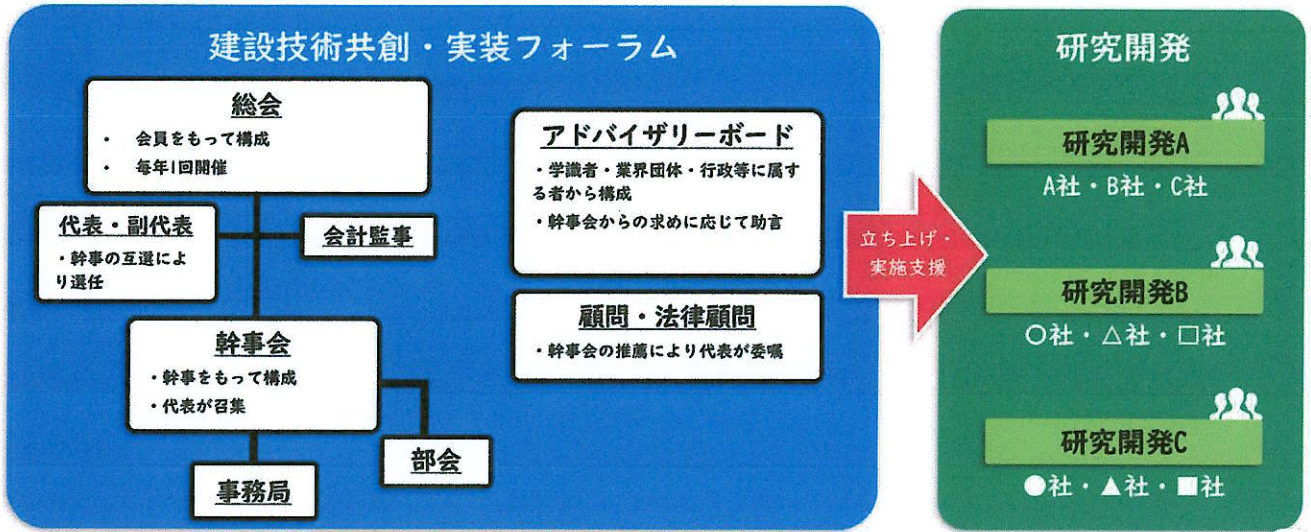 建設技術共創・実装フォーラム
総会
・ 会員をもって構成
・ 毎年1回開催
代表・副代表
・幹事の互選によ
り選任
会計監事
幹事会
・幹事をもって構成
・代表が召集
部会
事務局
アドバイザリーボード
・学識者・業界団体・行政等に属す
る者から構成
・幹事会からの求めに応じて助言
顧問・法律顧問
・幹事会の推薦により代表が委嘱
立ち上げ・
実施支援
研究開発
研究開発A
A社・B社・C社
研究開発B
○社・△社・□社
研究開発C
●社・▲社・■社